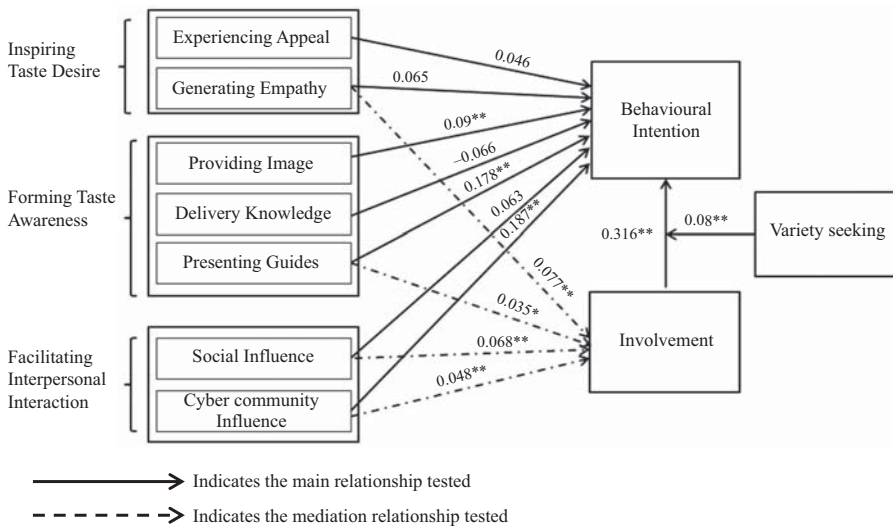 Inspiring
Taste Desire
Experiencing Appeal
Generating Empathy
Forming Taste
Awareness
Providing Image
Delivery Knowledge
Presenting Guides
Facilitating
Interpersonal
Interaction
Social Influence
Cyber community
Influence
0.046
0.065
0.09**
–0.066
0.178**
0.063
0.187**
0.077**
0.035*
0.068**
0.048**
Behavioural
Intention
0.316**
0.08**
Variety seeking
Involvement
Indicates the main relationship tested
Indicates the mediation relationship tested